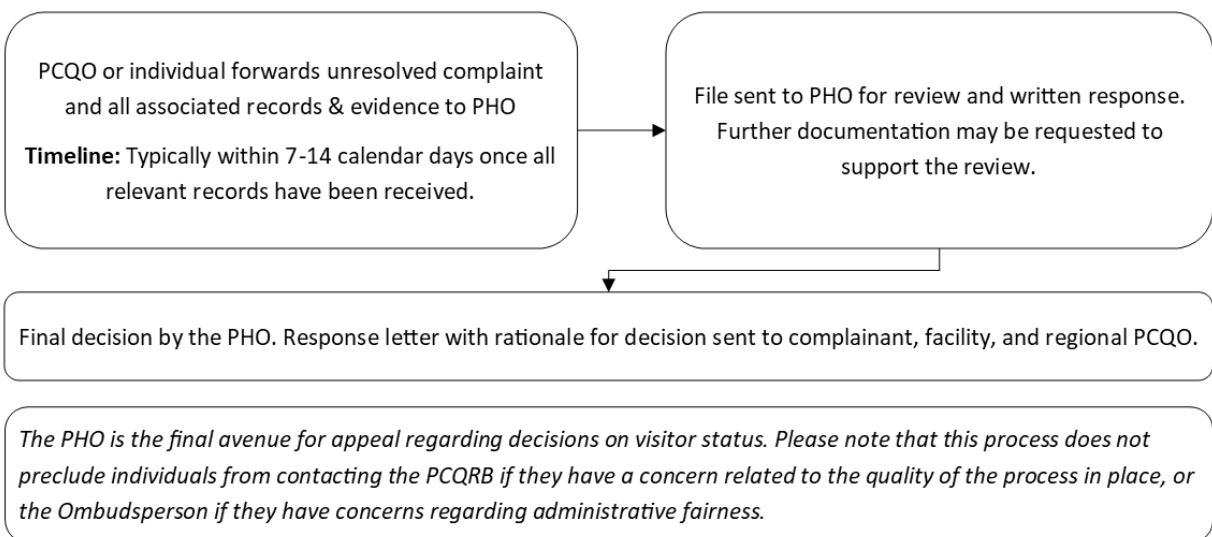 PCQO or individual forwards unresolved complaint
and all associated records & evidence to PHO
Timeline: Typically within 7-14 calendar days once all
relevant records have been received.
File sent to PHO for review and written response.
Further documentation may be requested to
support the review.
Final decision by the PHO. Response letter with rationale for decision sent to complainant, facility, and regional PCQO.
The PHO is the final avenue for appeal regarding decisions on visitor status. Please note that this process does not
preclude individuals from contacting the PCQRB if they have a concern related to the quality of the process in place, or
the Ombudsperson if they have concerns regarding administrative fairness.